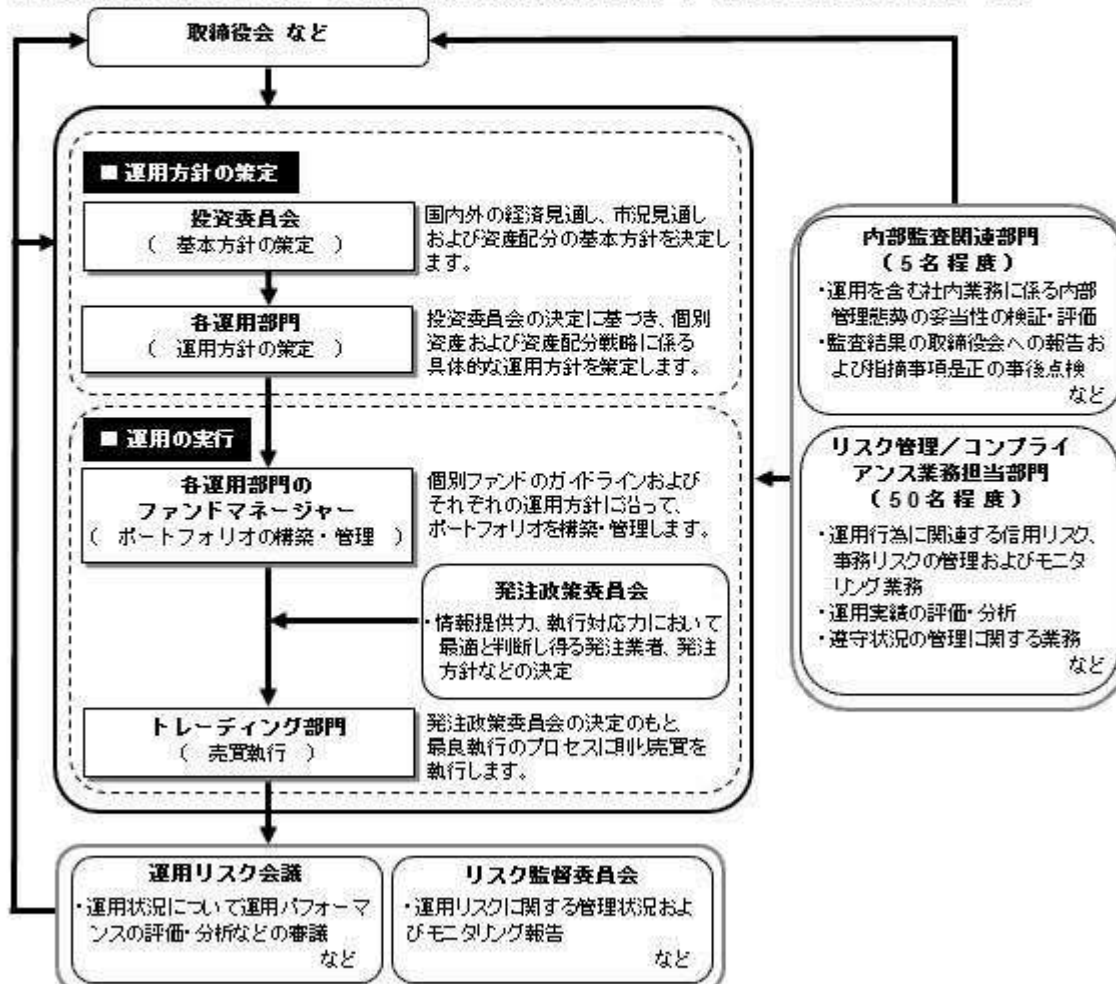 取締役会 など
■ 運用方針の策定
投資委員会
( 基本方針の策定 )
国内外の経済見通し、市況見通し
および資産配分の基本方針を決定し
ます。
各運用部門
( 運用方針の策定 )
投資委員会の決定に基づき、個別
資産および資産配分戦略に係る
具体的な運用方針を策定します。
■ 運用の実行
各運用部門の
ファンドマネージャー
( ポートフォリオの構築・管理 )
個別ファンドのガイドラインおよび
それぞれの運用方針に沿って、
ポートフォリオを構築・管理します。
発注政策委員会
・情報提供力、執行対応力において
最適と判断し得る発注業者、発注
方針などの決定
トレーディング部門
( 売買執行 )
発注政策委員会の決定のもと、
最良執行のプロセスに則り売買を
執行します。
内部監査関連部門
(5名程度)
・運用を含む社内業務に係る内部
管理態勢の妥当性の検証・評価
・監査結果の取締役会への報告お
よび指摘事項是正の事後点検
など
リスク管理/コンプライ
アンス業務担当部門
(50名程度)
・運用行為に関連する信用リスク、
事務リスクの管理およびモニタ
リング業務
・運用実績の評価・分析
・遵守状況の管理に関する業務
など
運用リスク会議
・運用状況について運用パフォーマ
ンスの評価・分析などの審議
など
リスク監督委員会
・運用リスクに関する管理状況およ
びモニタリング報告
など